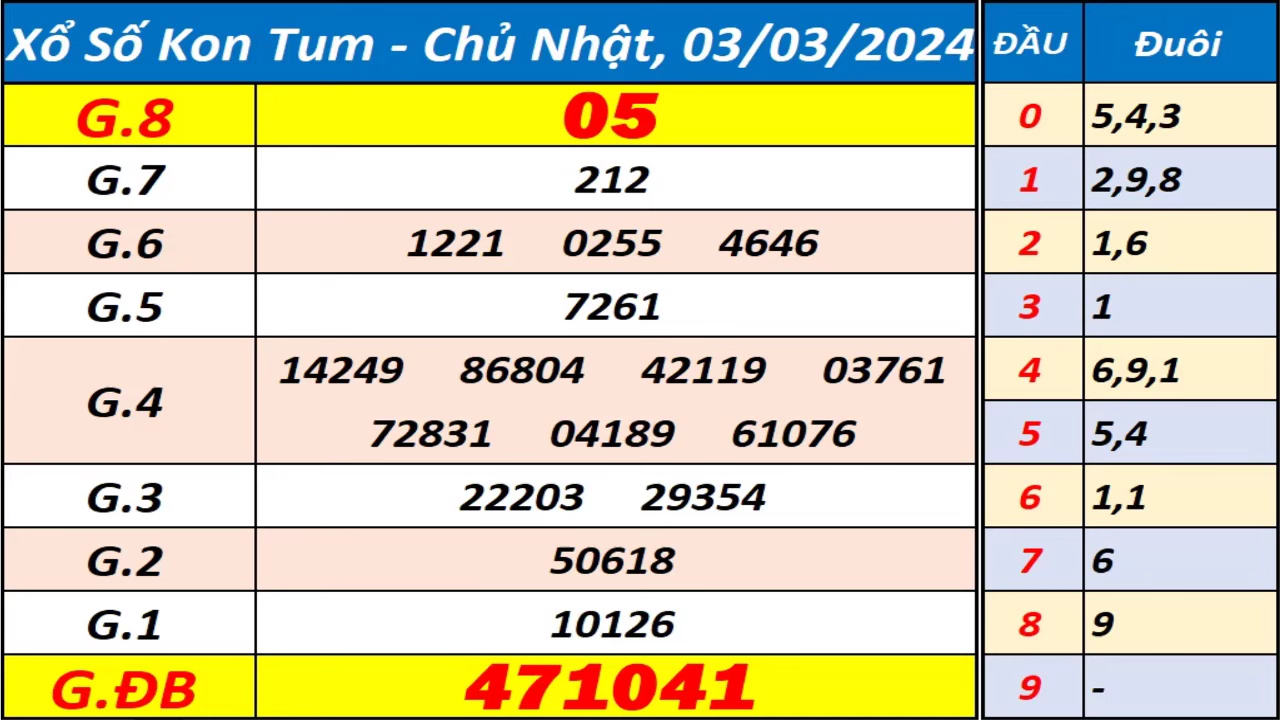 Xổ Số Kon Tum - Chủ Nhật, 03/03/2024
G.8 05
G.7 212
G.6 1221 0255 4646
G.5 7261
G.4 14249 86804 42119 03761
72831 04189 61076
G.3 22203 29354
G.2 50618
G.1 10126
G.ĐB 471041
ĐẦU Đuôi
0 5,4,3
1 2,9,8
2 1,6
3 1
4 6,9,1
5 5,4
6 1,1
7 6
8 9
9 -